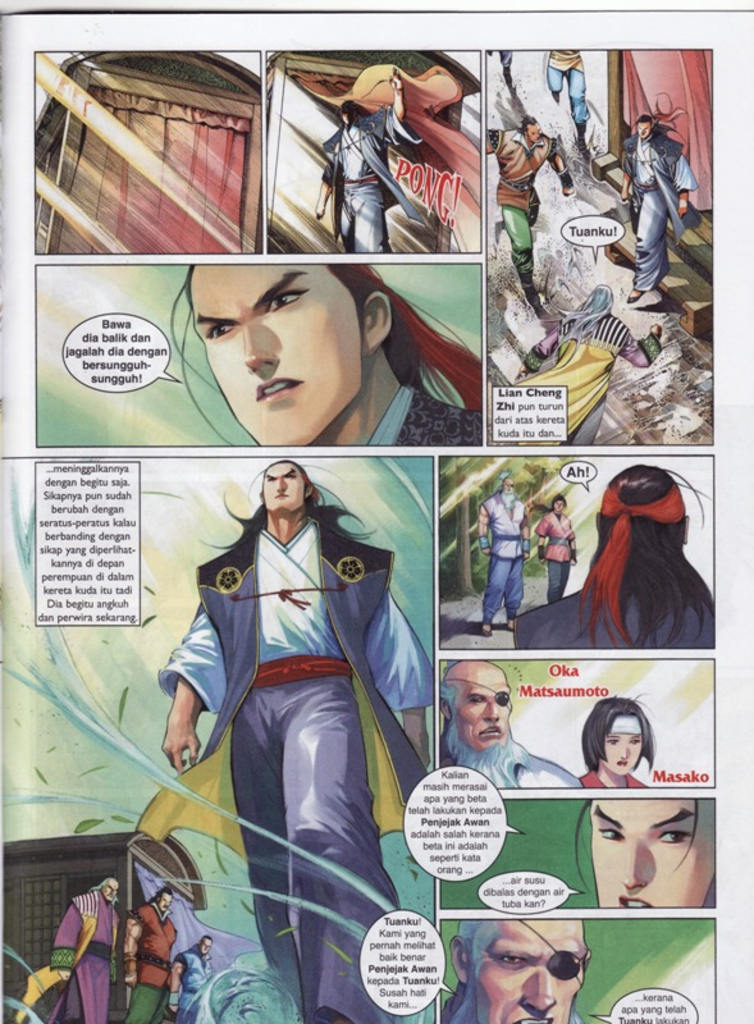 PONG!
Tuanku!
Lian Cheng
Zhi pun turun
dari atas kereta
kuda itu dan...
Bawa
dia balik dan
jagalah dia dengan
bersungguh-
sungguh!
...meninggalkannya
dengan begitu saja.
Sikapnya pun sudah
berubah dengan
seratus-peratus kalau
berbanding dengan
sikap yang diperlihat-
kannya di depan
perempuan di dalam
kereta kuda itu tadi
Dia begitu angkuh
dan perwira sekarang.
Ah!
Oka
Matsaumoto
Masako
Kalian
masih merasai
apa yang beta
telah lakukan kepada
Penjejak Awan
adalah salah kerana
beta ini adalah
seperti kata
orang ...
...air susu
dibalas dengan air
tuba kan?
Tuanku!
Kami yang
pernah melihat
baik benar
Penjejak Awan
kepada Tuanku!
Susah hati
kami...
...kerana
apa yang telah
Tuanku lakukan